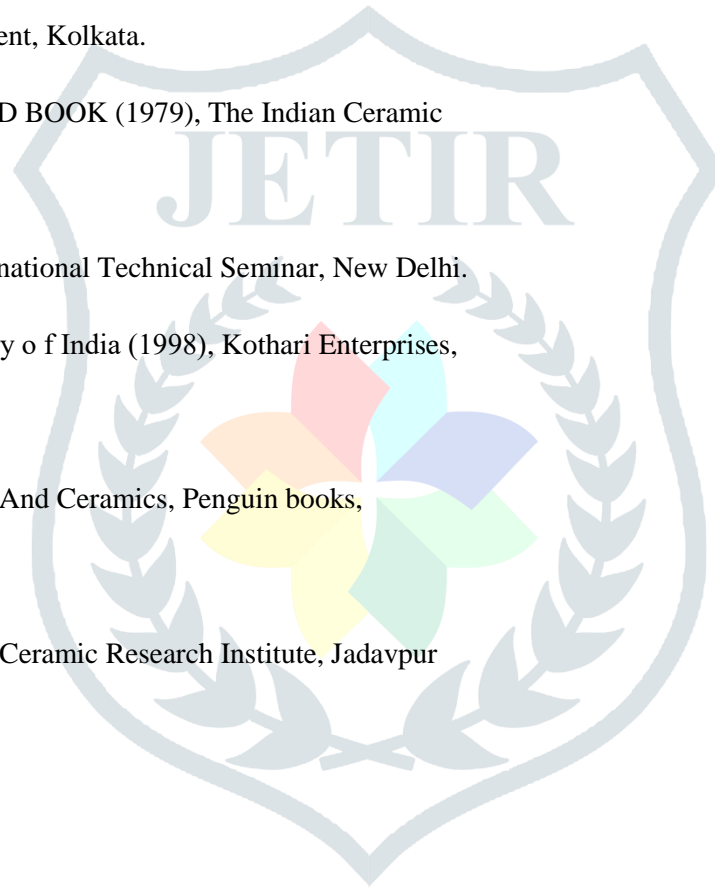 ent, Kolkata.
D BOOK (1979), The Indian Ceramic
JETIR
national Technical Seminar, New Delhi.
y o f India (1998), Kothari Enterprises,
And Ceramics, Penguin books,
Ceramic Research Institute, Jadavpur